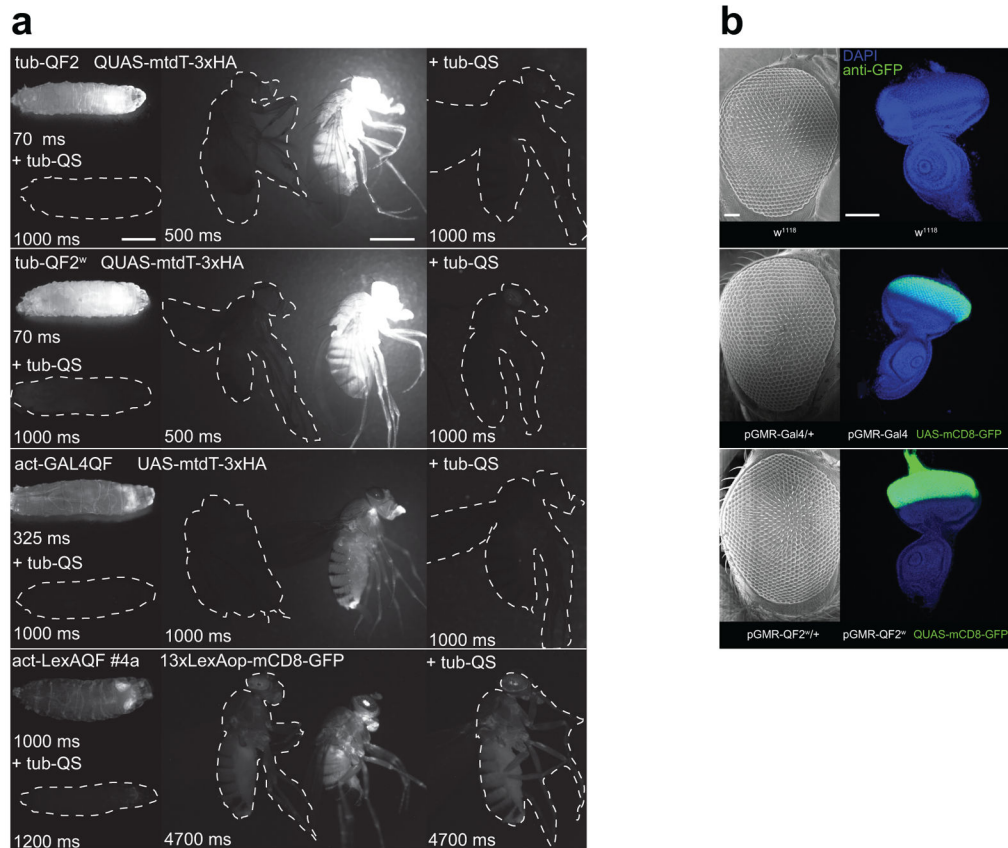 a
tub-QF2 QUAS-mtdT-3xHA + tub-QS
70 ms
+ tub-QS
1000 ms 500 ms 1000 ms
tub-QF2ʷ QUAS-mtdT-3xHA + tub-QS
70 ms
+ tub-QS
1000 ms 500 ms 1000 ms
act-GAL4QF UAS-mtdT-3xHA + tub-QS
325 ms
+ tub-QS
1000 ms 1000 ms 1000 ms
act-LexAQF #4a 13xLexAop-mCD8-GFP + tub-QS
1000 ms
+ tub-QS
1200 ms 4700 ms 4700 ms
b
DAPI
anti-GFP
w¹¹¹⁸ w¹¹¹⁸
pGMR-Gal4/+ pGMR-Gal4 UAS-mCD8-GFP
pGMR-QF2ʷ/+ pGMR-QF2ʷ QUAS-mCD8-GFP